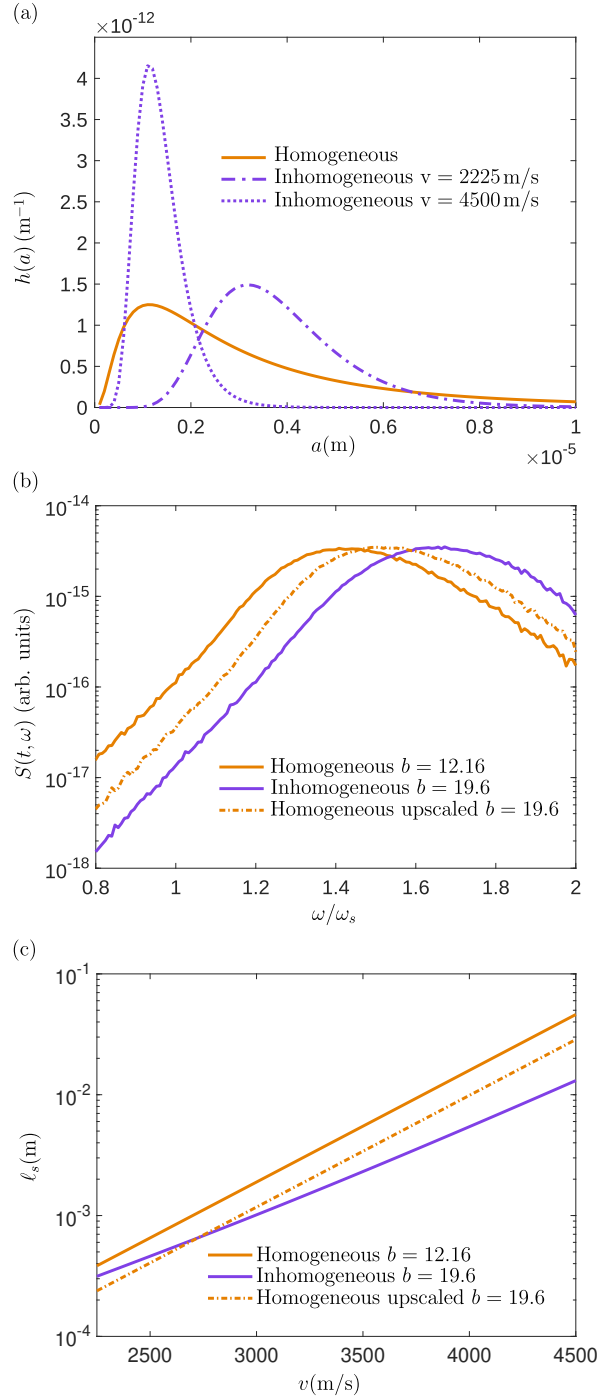 (a)
×10^-12
4
3.5
3
2.5
2
1.5
1
0.5
0
h(a) (m^−1)
Homogeneous
Inhomogeneous v = 2225 m/s
Inhomogeneous v = 4500 m/s
0 0.2 0.4 0.6 0.8 1
a(m)
×10^-5
(b)
10^-14
10^-15
10^-16
10^-17
10^-18
S(t, ω) (arb. units)
Homogeneous b = 12.16
Inhomogeneous b = 19.6
Homogeneous upscaled b = 19.6
0.8 1 1.2 1.4 1.6 1.8 2
ω/ω_s
(c)
10^-1
10^-2
10^-3
10^-4
ℓ_s(m)
Homogeneous b = 12.16
Inhomogeneous b = 19.6
Homogeneous upscaled b = 19.6
2500 3000 3500 4000 4500
v(m/s)